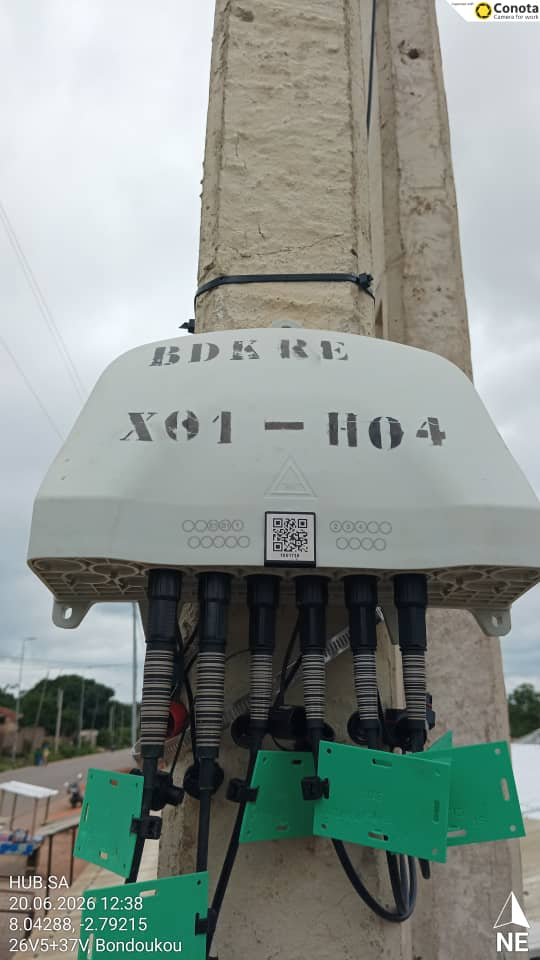 Conota
Camera for work
BDK RE
X01 - H04
HUB.SA
20.06.2026 12:38
8.04288, -2.79215
26V5+37V, Bondoukou
NE